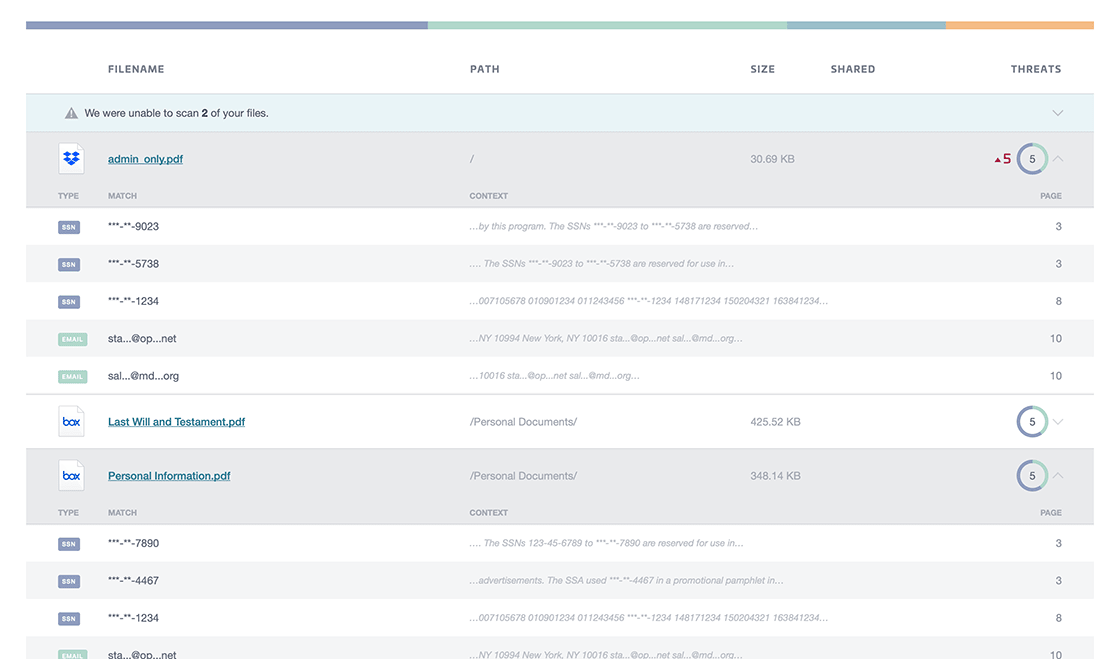 FILENAME PATH SIZE SHARED THREATS
We were unable to scan 2 of your files.
admin_only.pdf / 30.69 KB ▲5 5
TYPE MATCH CONTEXT PAGE
SSN ***-**-9023 ...by this program. The SSNs ***-**-9023 to ***-**-5738 are reserved... 3
SSN ***-**-5738 .... The SSNs ***-**-9023 to ***-**-5738 are reserved for use in... 3
SSN ***-**-1234 ...007105678 010901234 011243456 ***-**-1234 148171234 150204321 163841234... 8
EMAIL sta...@op...net ...NY 10994 New York, NY 10016 sta...@op...net sal...@md...org... 10
EMAIL sal...@md...org ...10016 sta...@op...net sal...@md...org... 10
box Last Will and Testament.pdf /Personal Documents/ 425.52 KB 5
box Personal Information.pdf /Personal Documents/ 348.14 KB 5
TYPE MATCH CONTEXT PAGE
SSN ***-**-7890 .... The SSNs 123-45-6789 to ***-**-7890 are reserved for use in... 3
SSN ***-**-4467 ...advertisements. The SSA used ***-**-4467 in a promotional pamphlet in... 3
SSN ***-**-1234 ...007105678 010901234 011243456 ***-**-1234 148171234 150204321 163841234... 8
EMAIL sta...@op...net ...NY 10994 New York, NY 10016 sta...@op...net sal...@md...org... 10